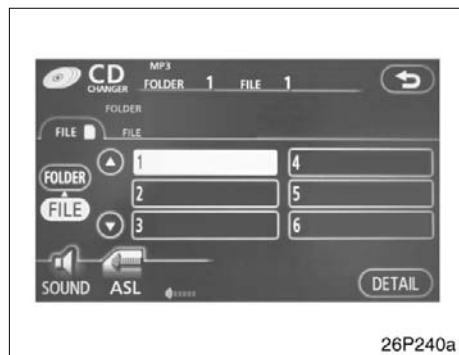 CD
CHANGER
MP3
FOLDER 1 FILE 1
FOLDER
FILE FILE
1 4
FOLDER
2 5
FILE
3 6
SOUND ASL DETAIL
26P240a